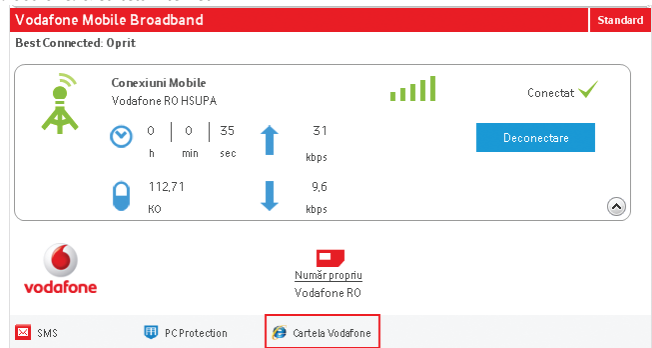 Vodafone Mobile Broadband
Standard
Best Connected: Oprit
Conexiuni Mobile
Vodafone RO HSUPA
Conectat
0 | 0 | 35
h min sec
31
kbps
Deconectare
112,71
KO
9,6
kbps
vodafone
Număr propriu
Vodafone RO
SMS
PC Protection
Cartela Vodafone